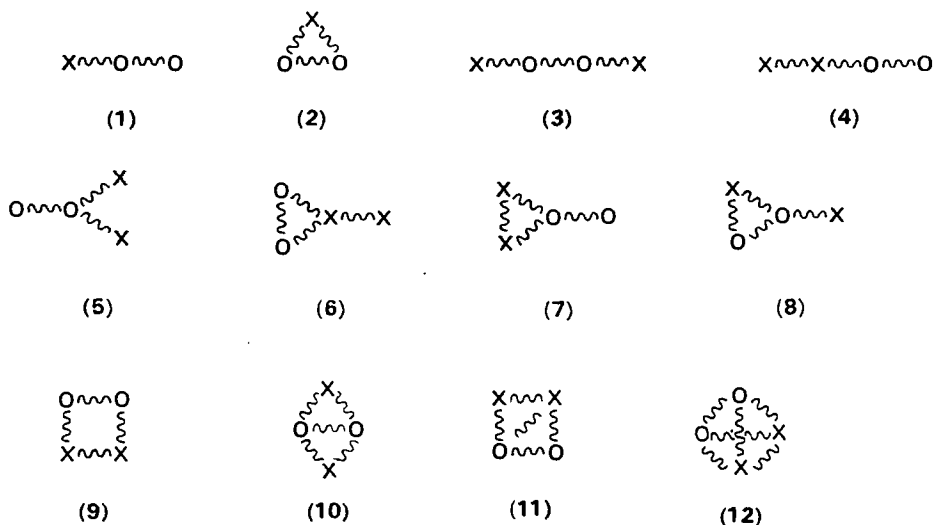 X O O
X
O O
X O O X
X X O O
(1) (2) (3) (4)
O O X
X
O
O X X
X
X O O
X
O O X
(5) (6) (7) (8)
O O
X X
X
O O
X
X X
O O
O
O X
X
(9) (10) (11) (12)